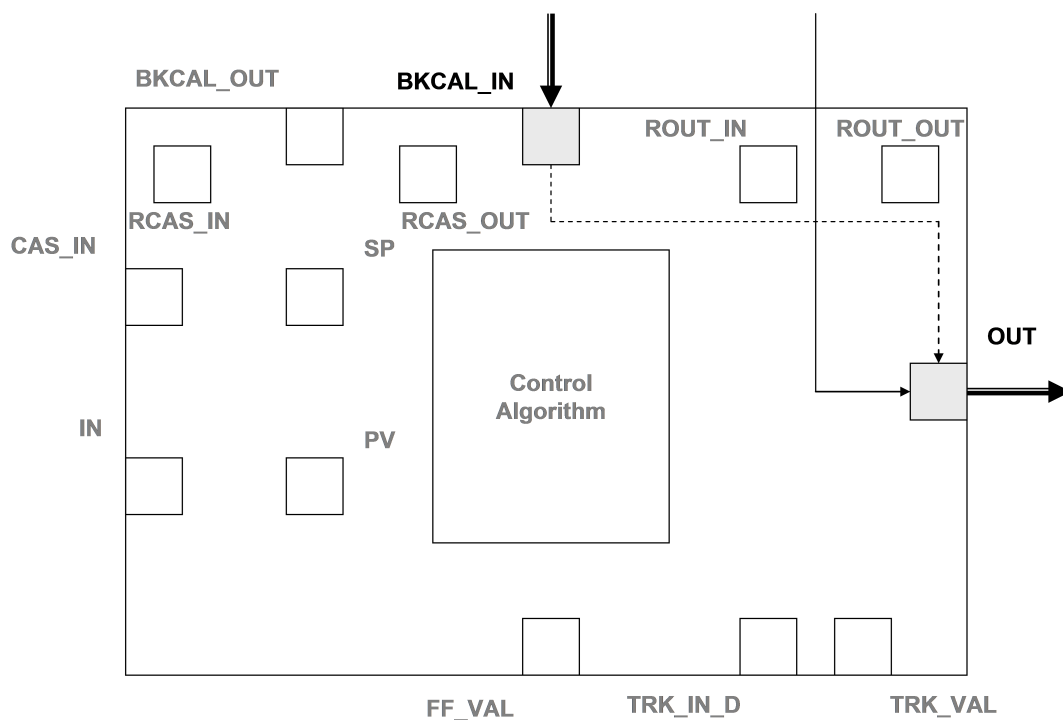 BKCAL_OUT
BKCAL_IN
ROUT_IN
ROUT_OUT
RCAS_IN
RCAS_OUT
CAS_IN
SP
OUT
Control
Algorithm
IN
PV
FF_VAL
TRK_IN_D
TRK_VAL